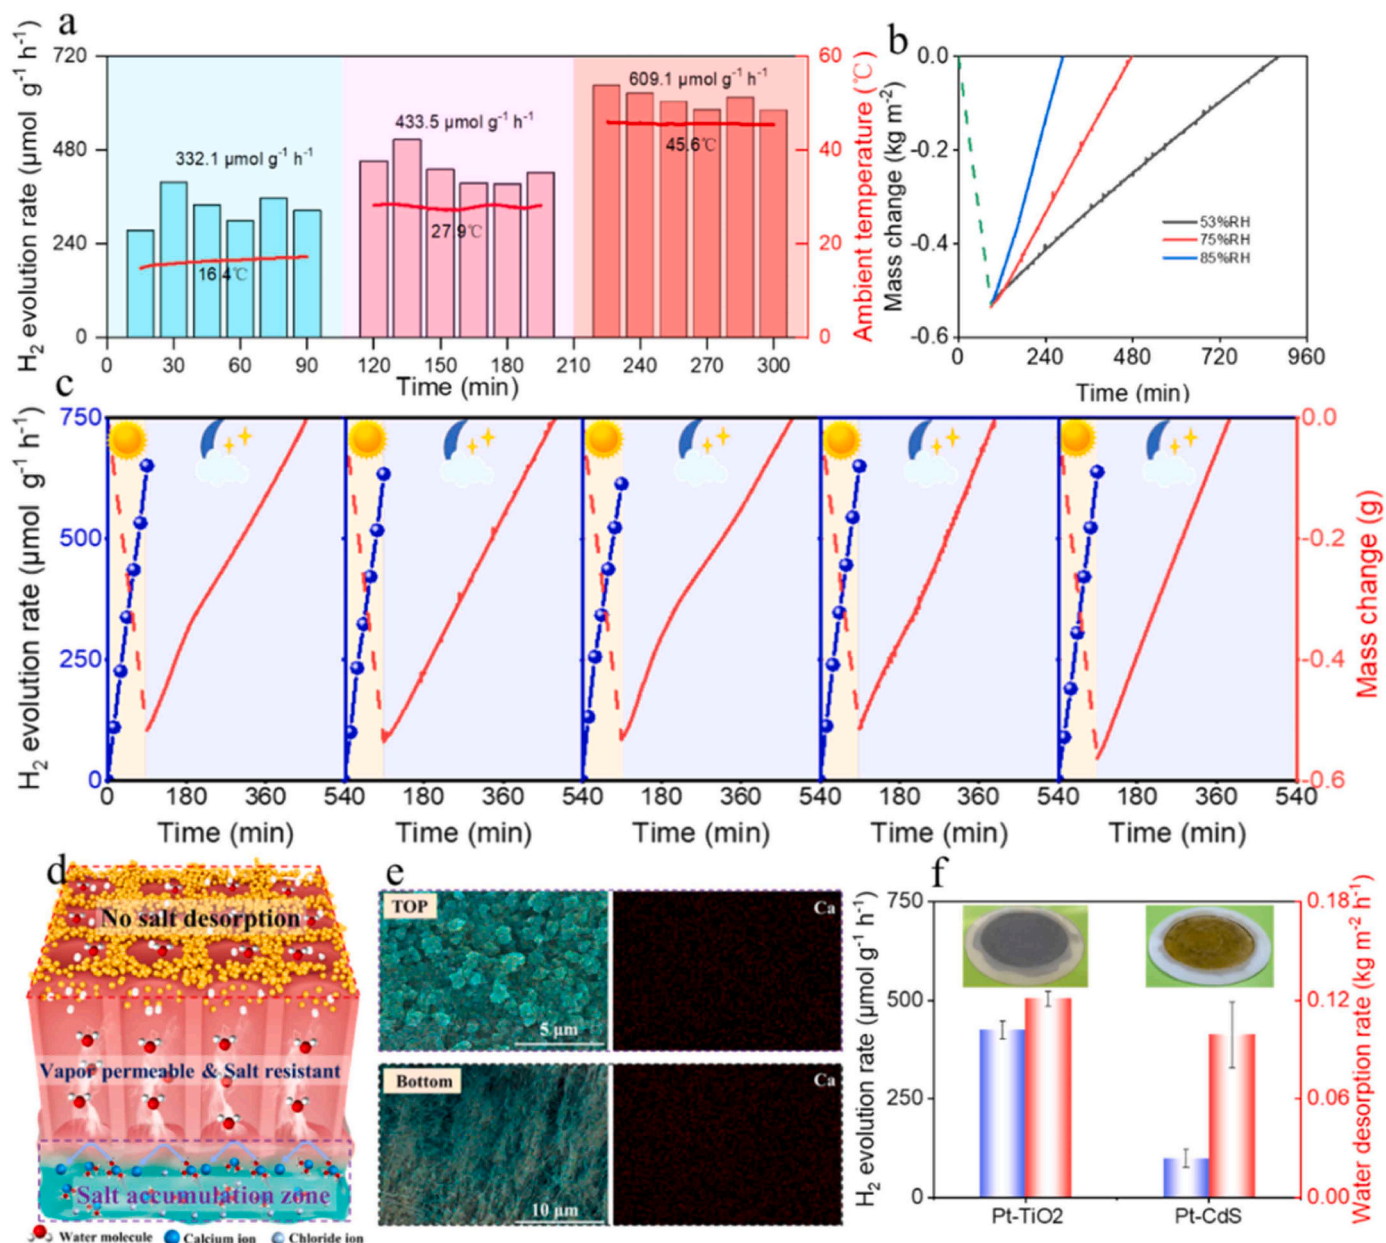 a
H2 evolution rate (μmol g-1 h-1)
720
480
240
0
332.1 μmol g-1 h-1
433.5 μmol g-1 h-1
609.1 μmol g-1 h-1
16.4℃
27.9℃
45.6℃
60
40
20
0
Ambient temperature (℃)
0 30 60 90 120 150 180 210 240 270 300
Time (min)
b
Mass change (kg m-2)
0.0
-0.2
-0.4
-0.6
53%RH
75%RH
85%RH
0 240 480 720 960
Time (min)
c
H2 evolution rate (μmol g-1 h-1)
750
500
250
0
0.0
-0.2
-0.4
-0.6
Mass change (g)
0 180 360 540 180 360 540 180 360 540 180 360 540 180 360 540
Time (min) Time (min) Time (min) Time (min) Time (min)
d
No salt desorption
Vapor permeable & Salt resistant
Salt accumulation zone
Water molecule Calcium ion Chloride ion
e
TOP
5 μm
Ca
Bottom
10 μm
Ca
f
H2 evolution rate (μmol g-1 h-1)
750
500
250
0
0.18
0.12
0.06
0.00
Water desorption rate (kg m-2 h-1)
Pt-TiO2 Pt-CdS